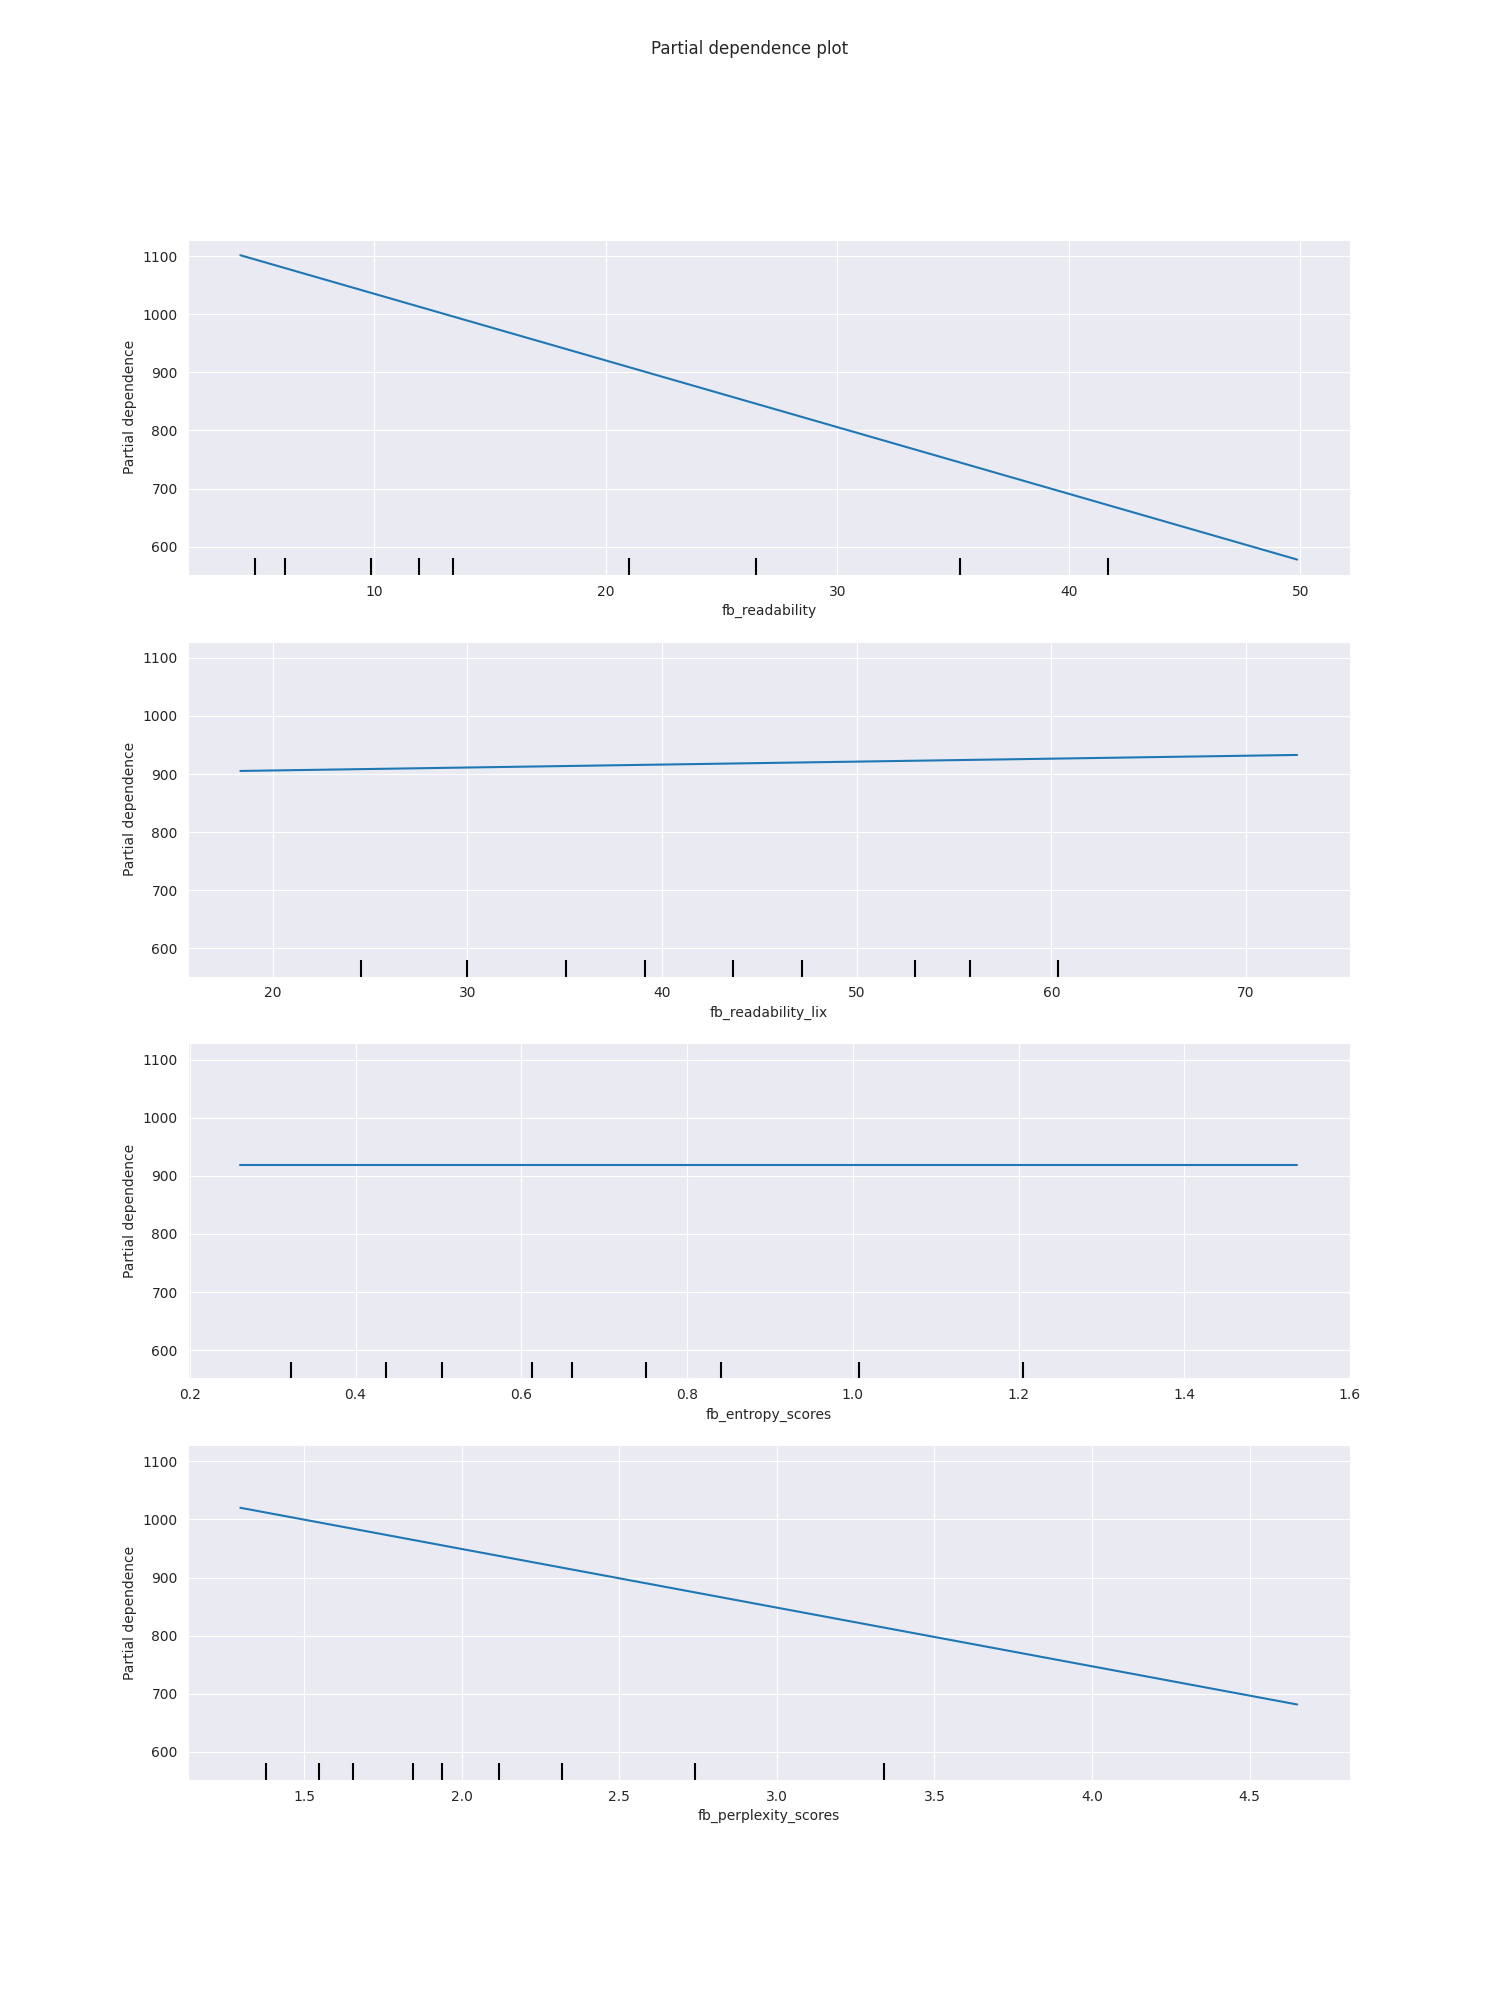 Partial dependence plot
1100
1000
900
800
700
600
Partial dependence
10 20 30 40 50
fb_readability
1100
1000
900
800
700
600
Partial dependence
20 30 40 50 60 70
fb_readability_lix
1100
1000
900
800
700
600
Partial dependence
0.2 0.4 0.6 0.8 1.0 1.2 1.4 1.6
fb_entropy_scores
1100
1000
900
800
700
600
Partial dependence
1.5 2.0 2.5 3.0 3.5 4.0 4.5
fb_perplexity_scores